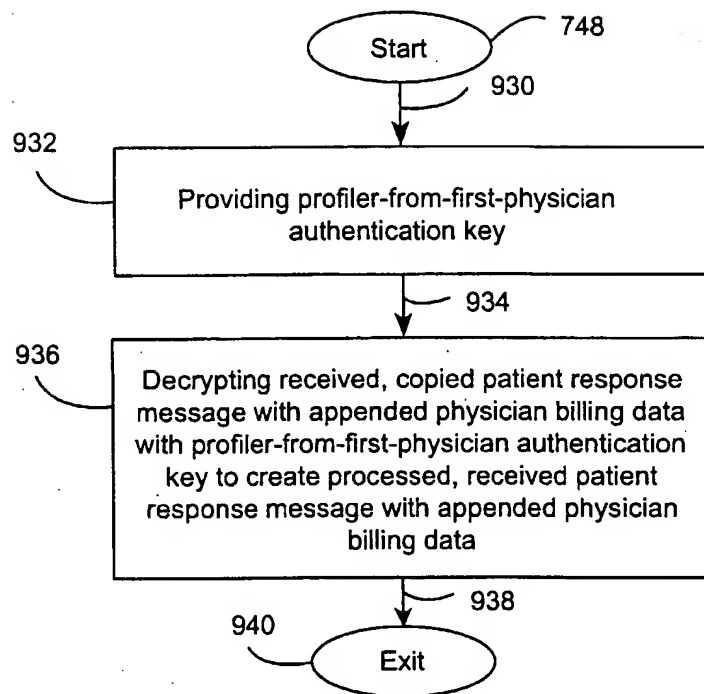 Start
748
930
932
Providing profiler-from-first-physician
authentication key
934
936
Decrypting received, copied patient response
message with appended physician billing data
with profiler-from-first-physician authentication
key to create processed, received patient
response message with appended physician
billing data
938
940
Exit